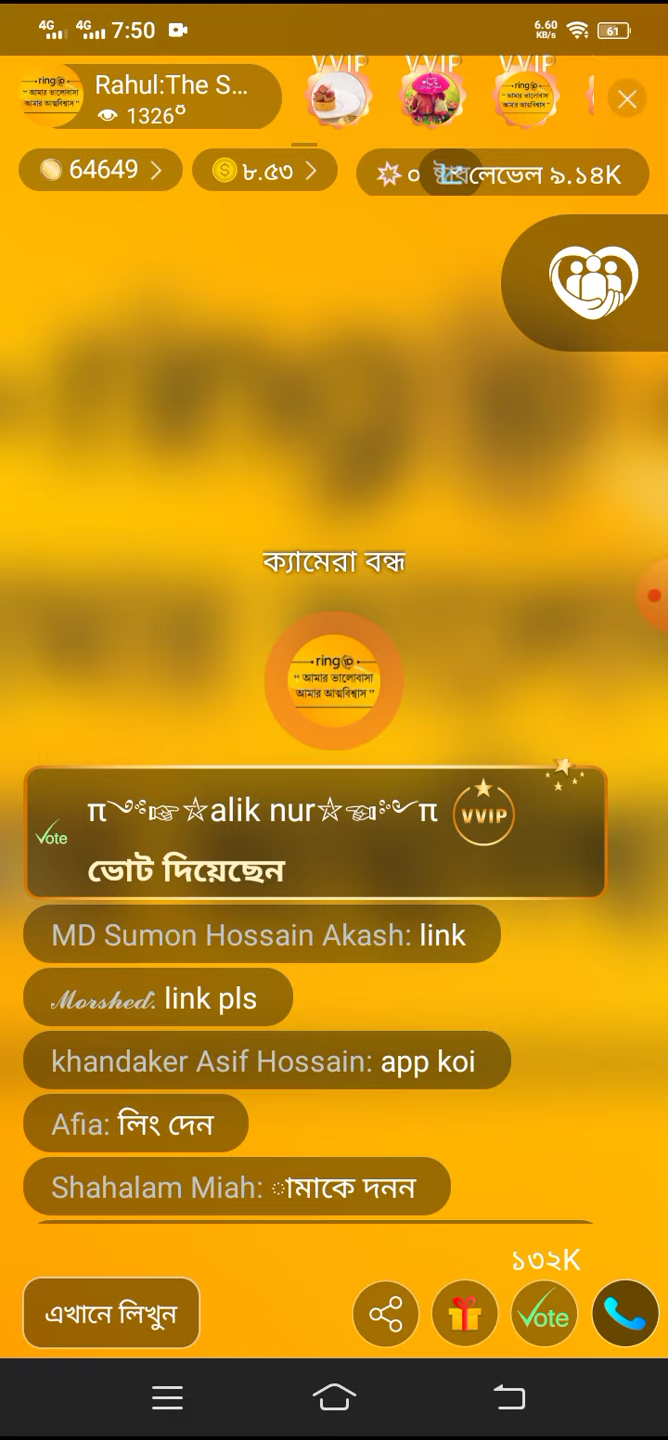 4G 4G 7:50 6.60 KB/s 61
VVIP VVIP VVIP
Rahul:The S...
1326
64649 ৮.৫৩ লেভেল ৯.১৪K
ক্যামেরা বন্ধ
ring
“ আমার ভালোবাসা
আমার আত্মবিশ্বাস ”
π༺☞☆alik nur☆☜༻π VVIP
Vote
ভোট দিয়েছেন
MD Sumon Hossain Akash: link
Morshed: link pls
khandaker Asif Hossain: app koi
Afia: লিং দেন
Shahalam Miah: ামাকে দনন
১৩২K
এখানে লিখুন Vote